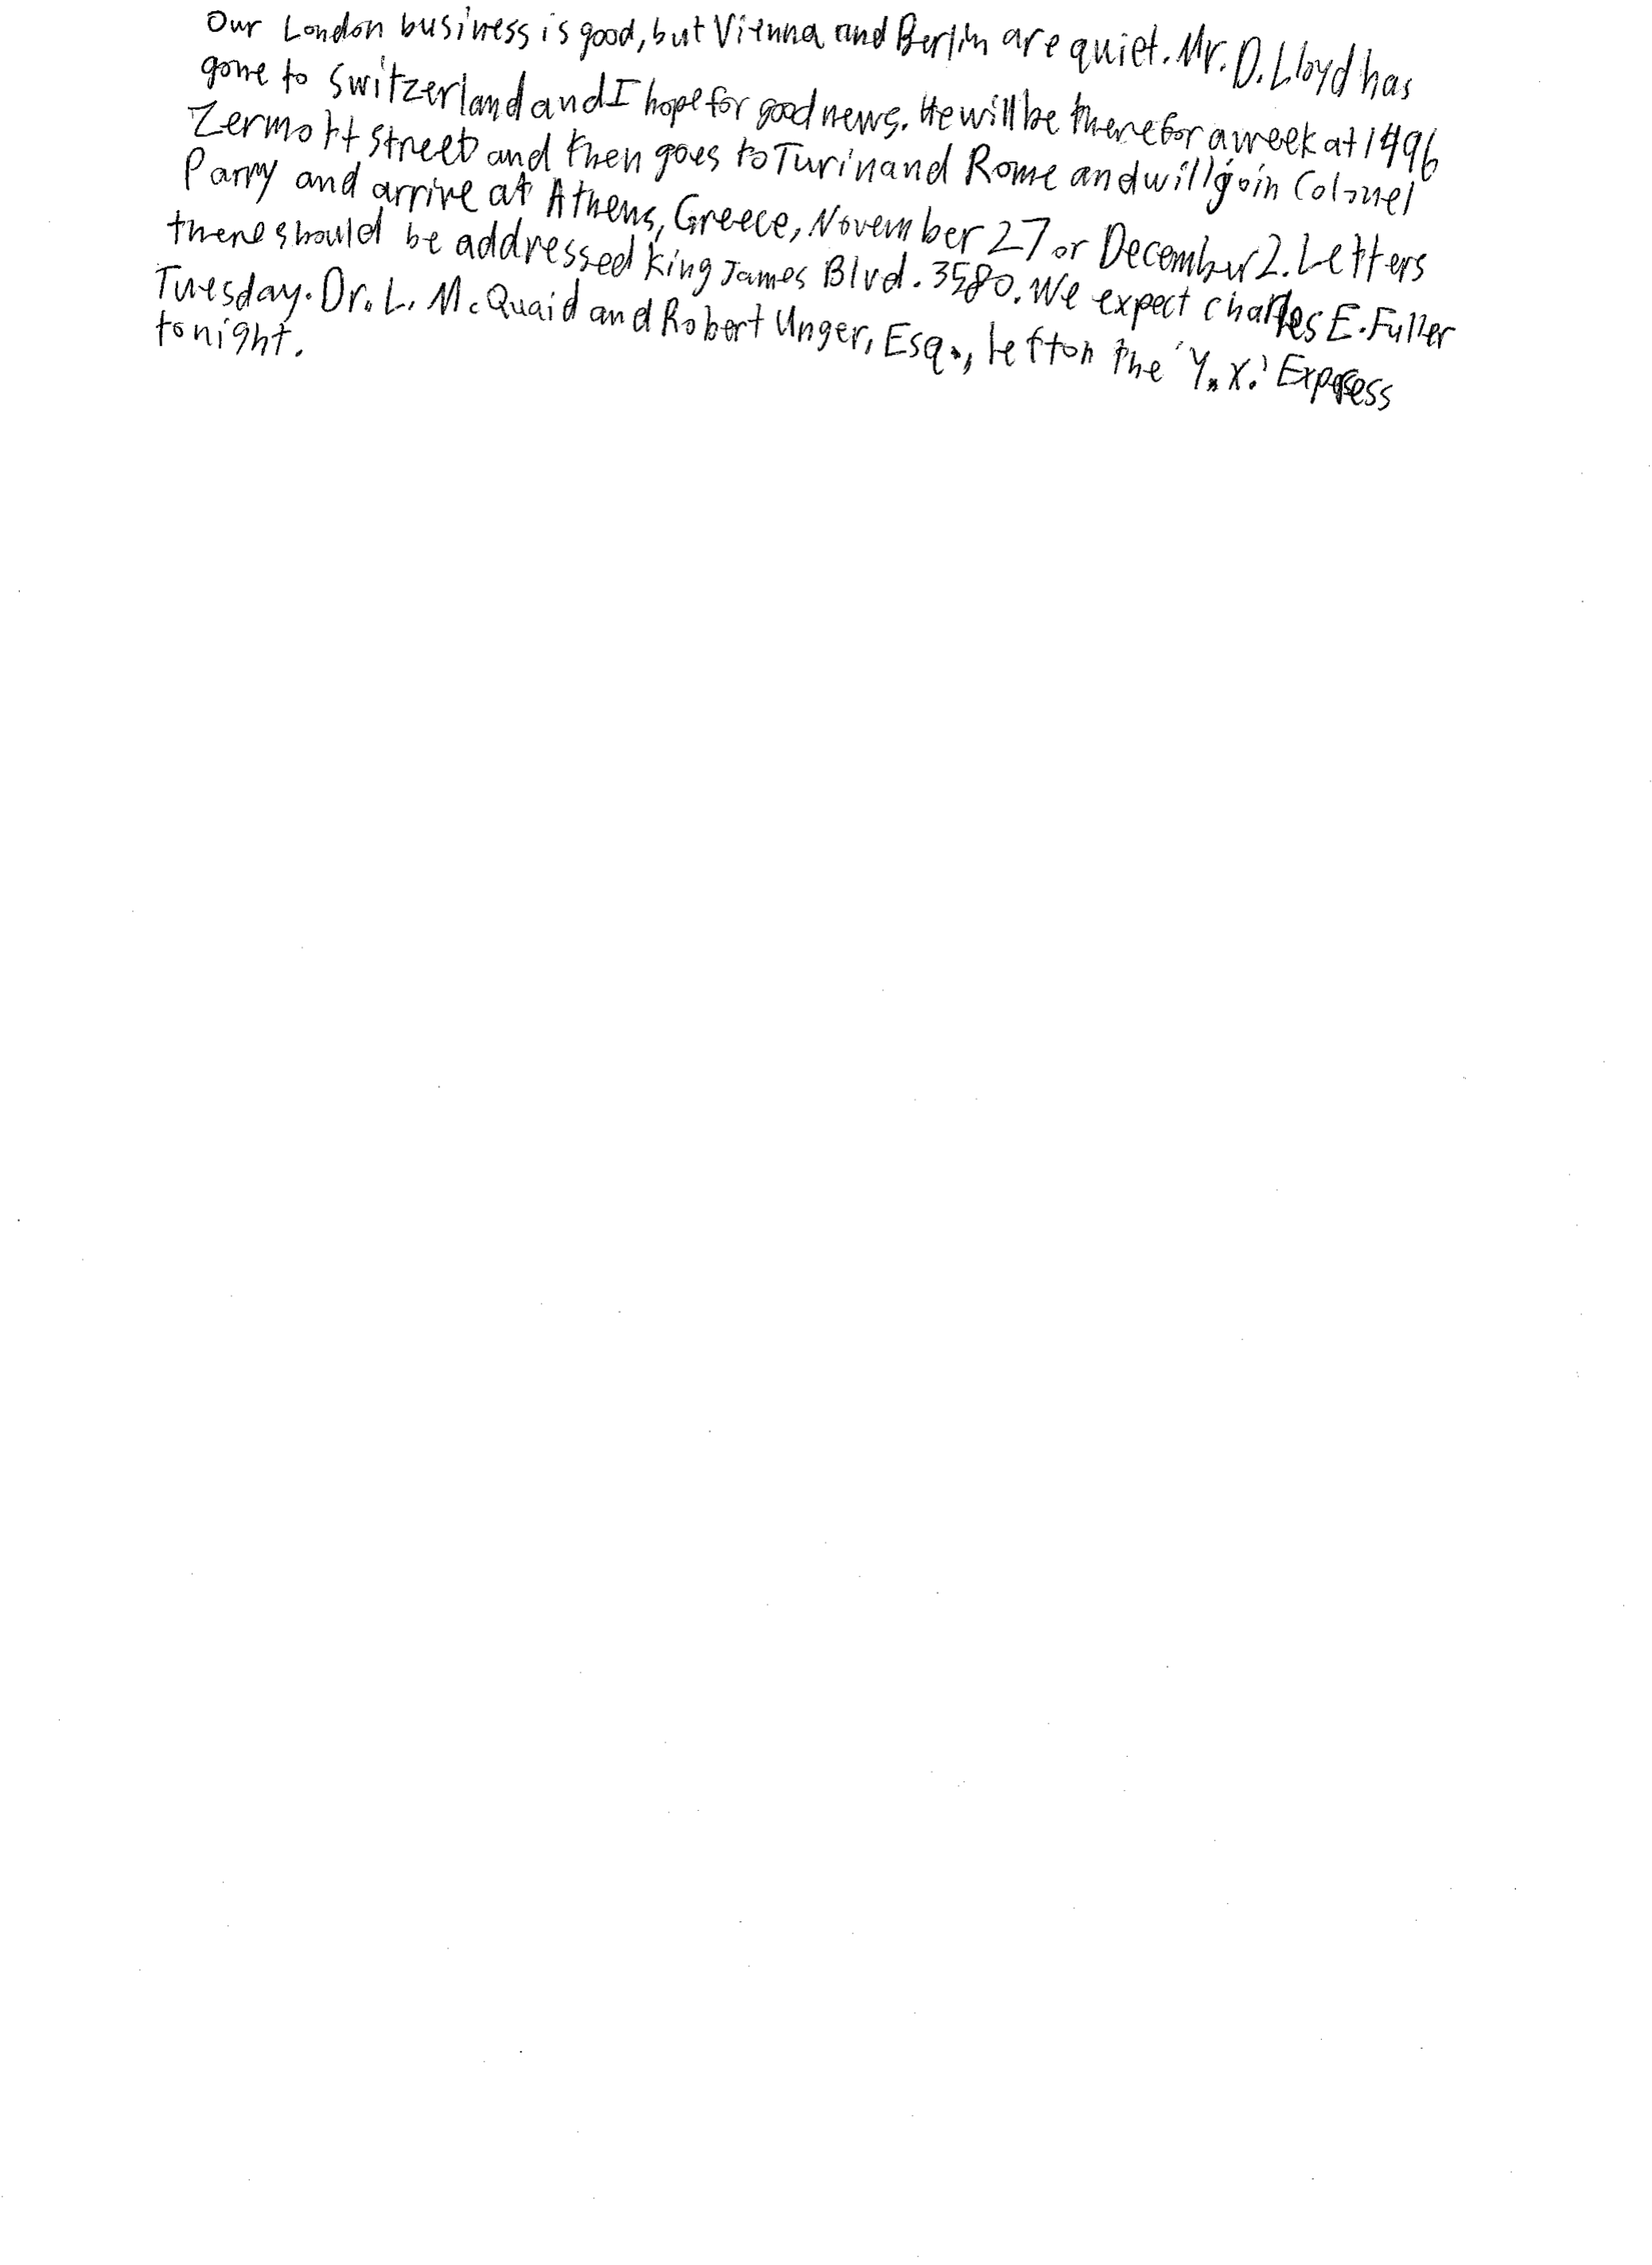 Our London business is good, but Vienna and Berlin are quiet. Mr. D. Lloyd has
gone to Switzerland and I hope for good news. He will be there for a week at 1496
Zermott Street and then goes to Turin and Rome and will join Colonel
Parry and arrive at Athens, Greece, November 27 or December 2. Letters
there should be addressed King James Blvd. 3580. We expect Charles E. Fuller
Tuesday. Dr. L. McQuaid and Robert Unger, Esq., left on the 'Y.X.' Express
tonight.